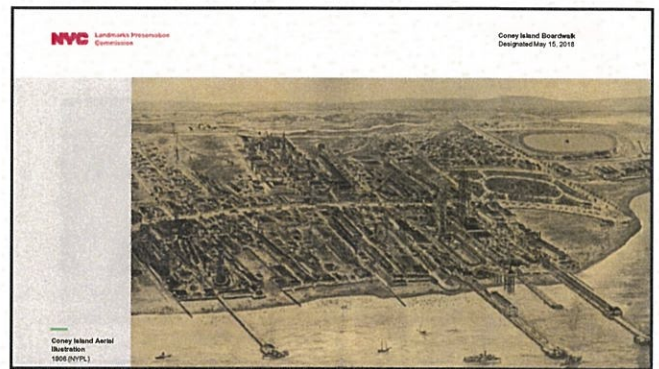 NYC Landmarks Preservation
Commission
Coney Island Boardwalk
Designated May 15, 2018
Coney Island Aerial
Illustration
1906 (NYPL)